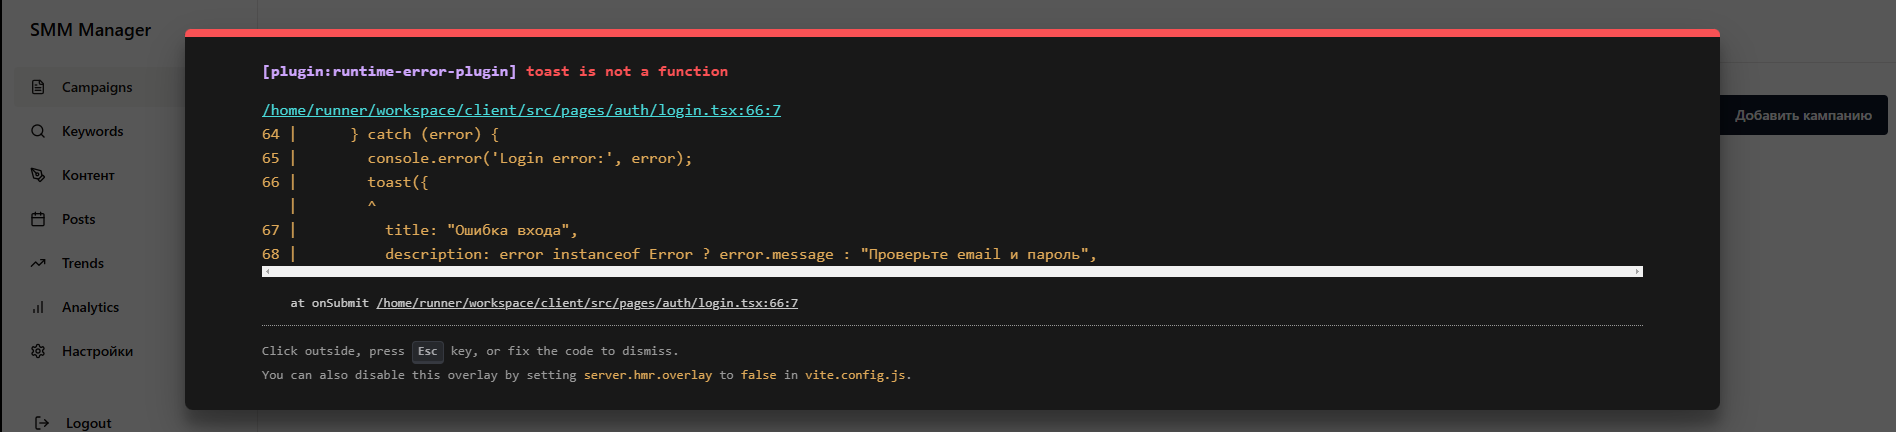 SMM Manager
Campaigns
Keywords
Контент
Posts
Trends
Analytics
Настройки
Logout
Добавить кампанию
[plugin:runtime-error-plugin] toast is not a function
/home/runner/workspace/client/src/pages/auth/login.tsx:66:7
64 |      } catch (error) {
65 |        console.error('Login error:', error);
66 |        toast({
   |        ^
67 |          title: "Ошибка входа",
68 |          description: error instanceof Error ? error.message : "Проверьте email и пароль",
at onSubmit /home/runner/workspace/client/src/pages/auth/login.tsx:66:7
Click outside, press Esc key, or fix the code to dismiss.
You can also disable this overlay by setting server.hmr.overlay to false in vite.config.js.